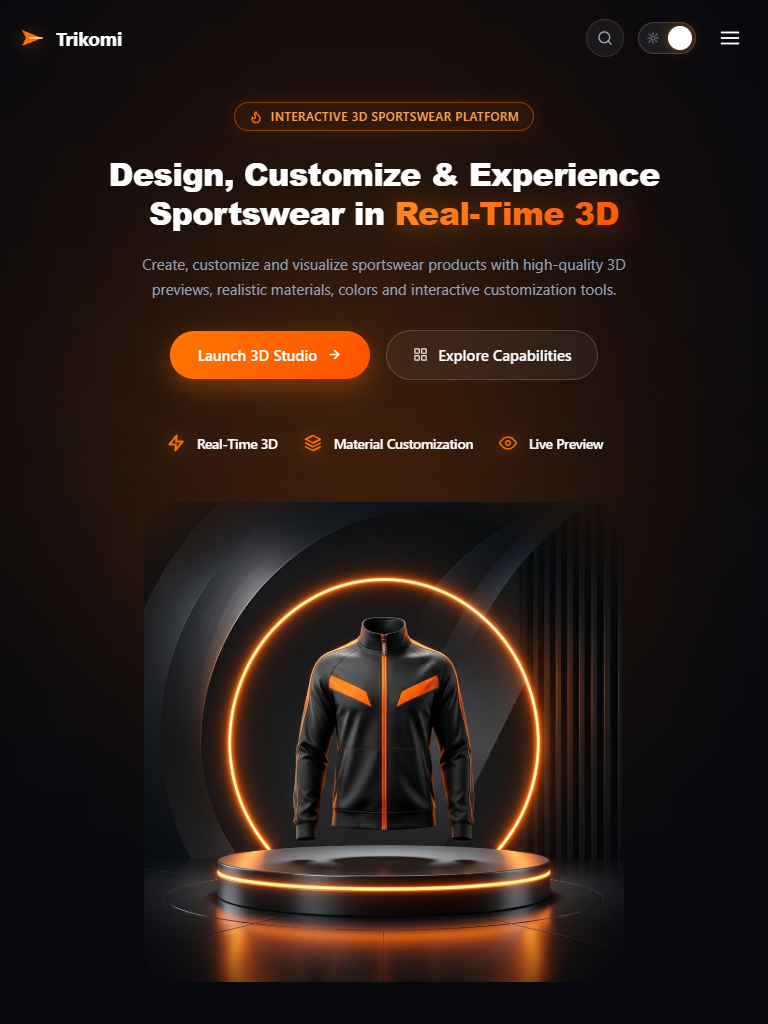 Trikomi
INTERACTIVE 3D SPORTSWEAR PLATFORM
Design, Customize & Experience
Sportswear in Real-Time 3D
Create, customize and visualize sportswear products with high-quality 3D
previews, realistic materials, colors and interactive customization tools.
Launch 3D Studio
Explore Capabilities
Real-Time 3D
Material Customization
Live Preview